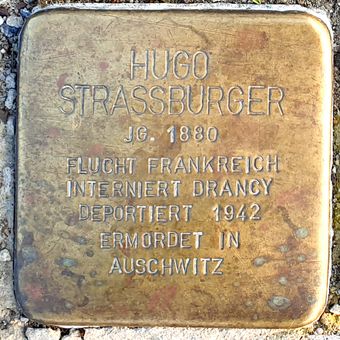 HUGO
STRASSBURGER
JG. 1880
FLUCHT FRANKREICH
INTERNIERT DRANCY
DEPORTIERT 1942
ERMORDET IN
AUSCHWITZ